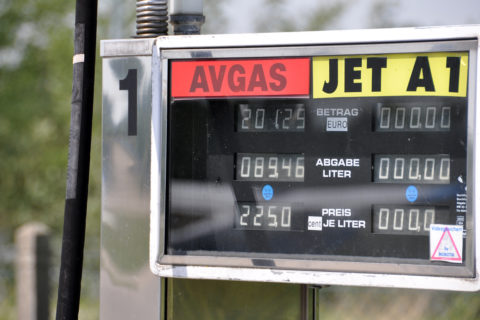 1
AVGAS JET A1
201.29 BETRAG 000.00
EURO
089.46 ABGABE 000.00
LITER
225.0 PREIS 000.0
cent JE LITER